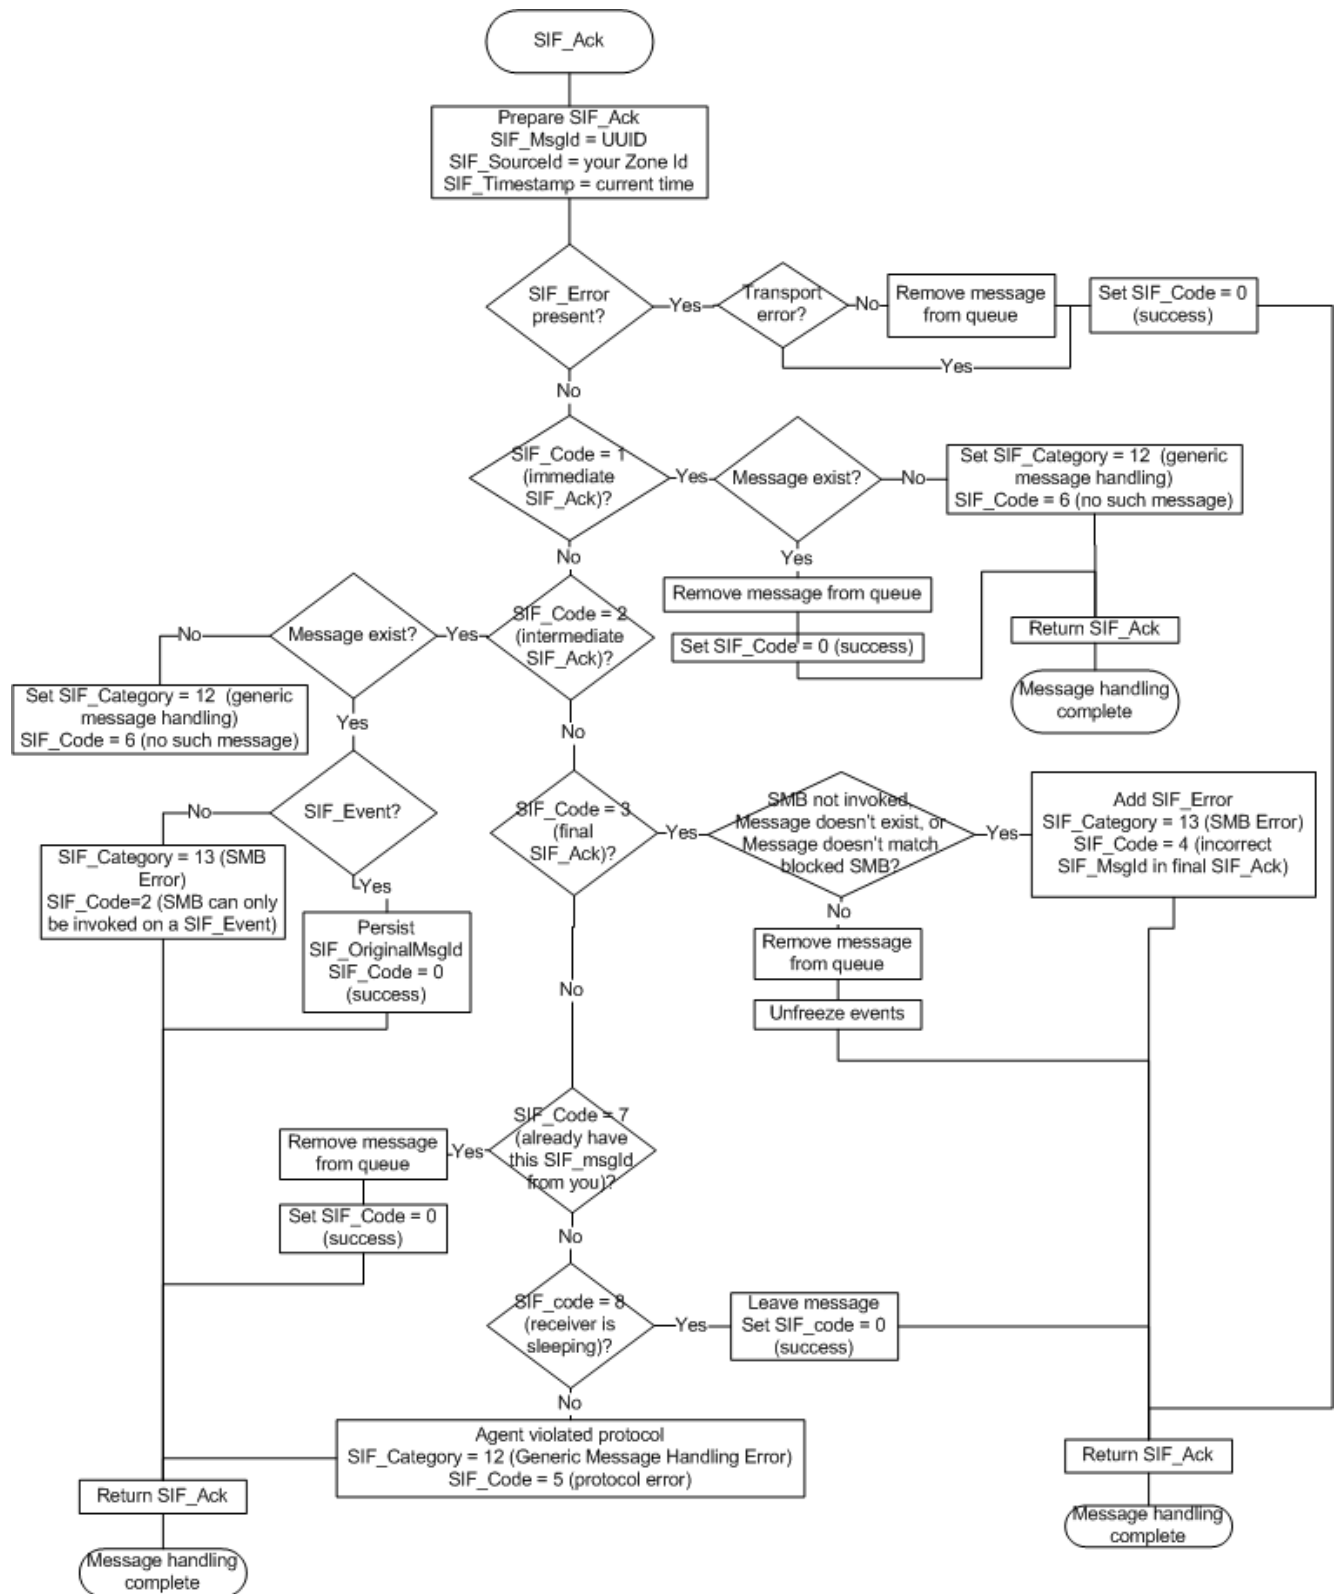 SIF_Ack
Prepare SIF_Ack
SIF_MsgId = UUID
SIF_SourceId = your Zone Id
SIF_Timestamp = current time
SIF_Error
present?
Yes
Transport
error?
No
Remove message
from queue
Set SIF_Code = 0
(success)
Yes
No
SIF_Code = 1
(immediate
SIF_Ack)?
Yes
Message exist?
No
Set SIF_Category = 12 (generic
message handling)
SIF_Code = 6 (no such message)
Yes
Remove message from queue
Set SIF_Code = 0 (success)
Return SIF_Ack
Message handling
complete
No
SIF_Code = 2
(intermediate
SIF_Ack)?
Yes
Message exist?
No
Set SIF_Category = 12 (generic
message handling)
SIF_Code = 6 (no such message)
Yes
SIF_Event?
No
SIF_Category = 13 (SMB
Error)
SIF_Code=2 (SMB can only
be invoked on a SIF_Event)
Yes
Persist
SIF_OriginalMsgId
SIF_Code = 0
(success)
No
SIF_Code = 3
(final
SIF_Ack)?
Yes
SMB not invoked,
Message doesn't exist, or
Message doesn't match
blocked SMB?
Yes
Add SIF_Error
SIF_Category = 13 (SMB Error)
SIF_Code = 4 (incorrect
SIF_MsgId in final SIF_Ack)
No
Remove message
from queue
Unfreeze events
No
SIF_Code = 7
(already have
this SIF_msgId
from you)?
Yes
Remove message
from queue
Set SIF_Code = 0
(success)
No
SIF_code = 8
(receiver is
sleeping)?
Yes
Leave message
Set SIF_code = 0
(success)
No
Agent violated protocol
SIF_Category = 12 (Generic Message Handling Error)
SIF_Code = 5 (protocol error)
Return SIF_Ack
Message handling
complete
Return SIF_Ack
Message handling
complete